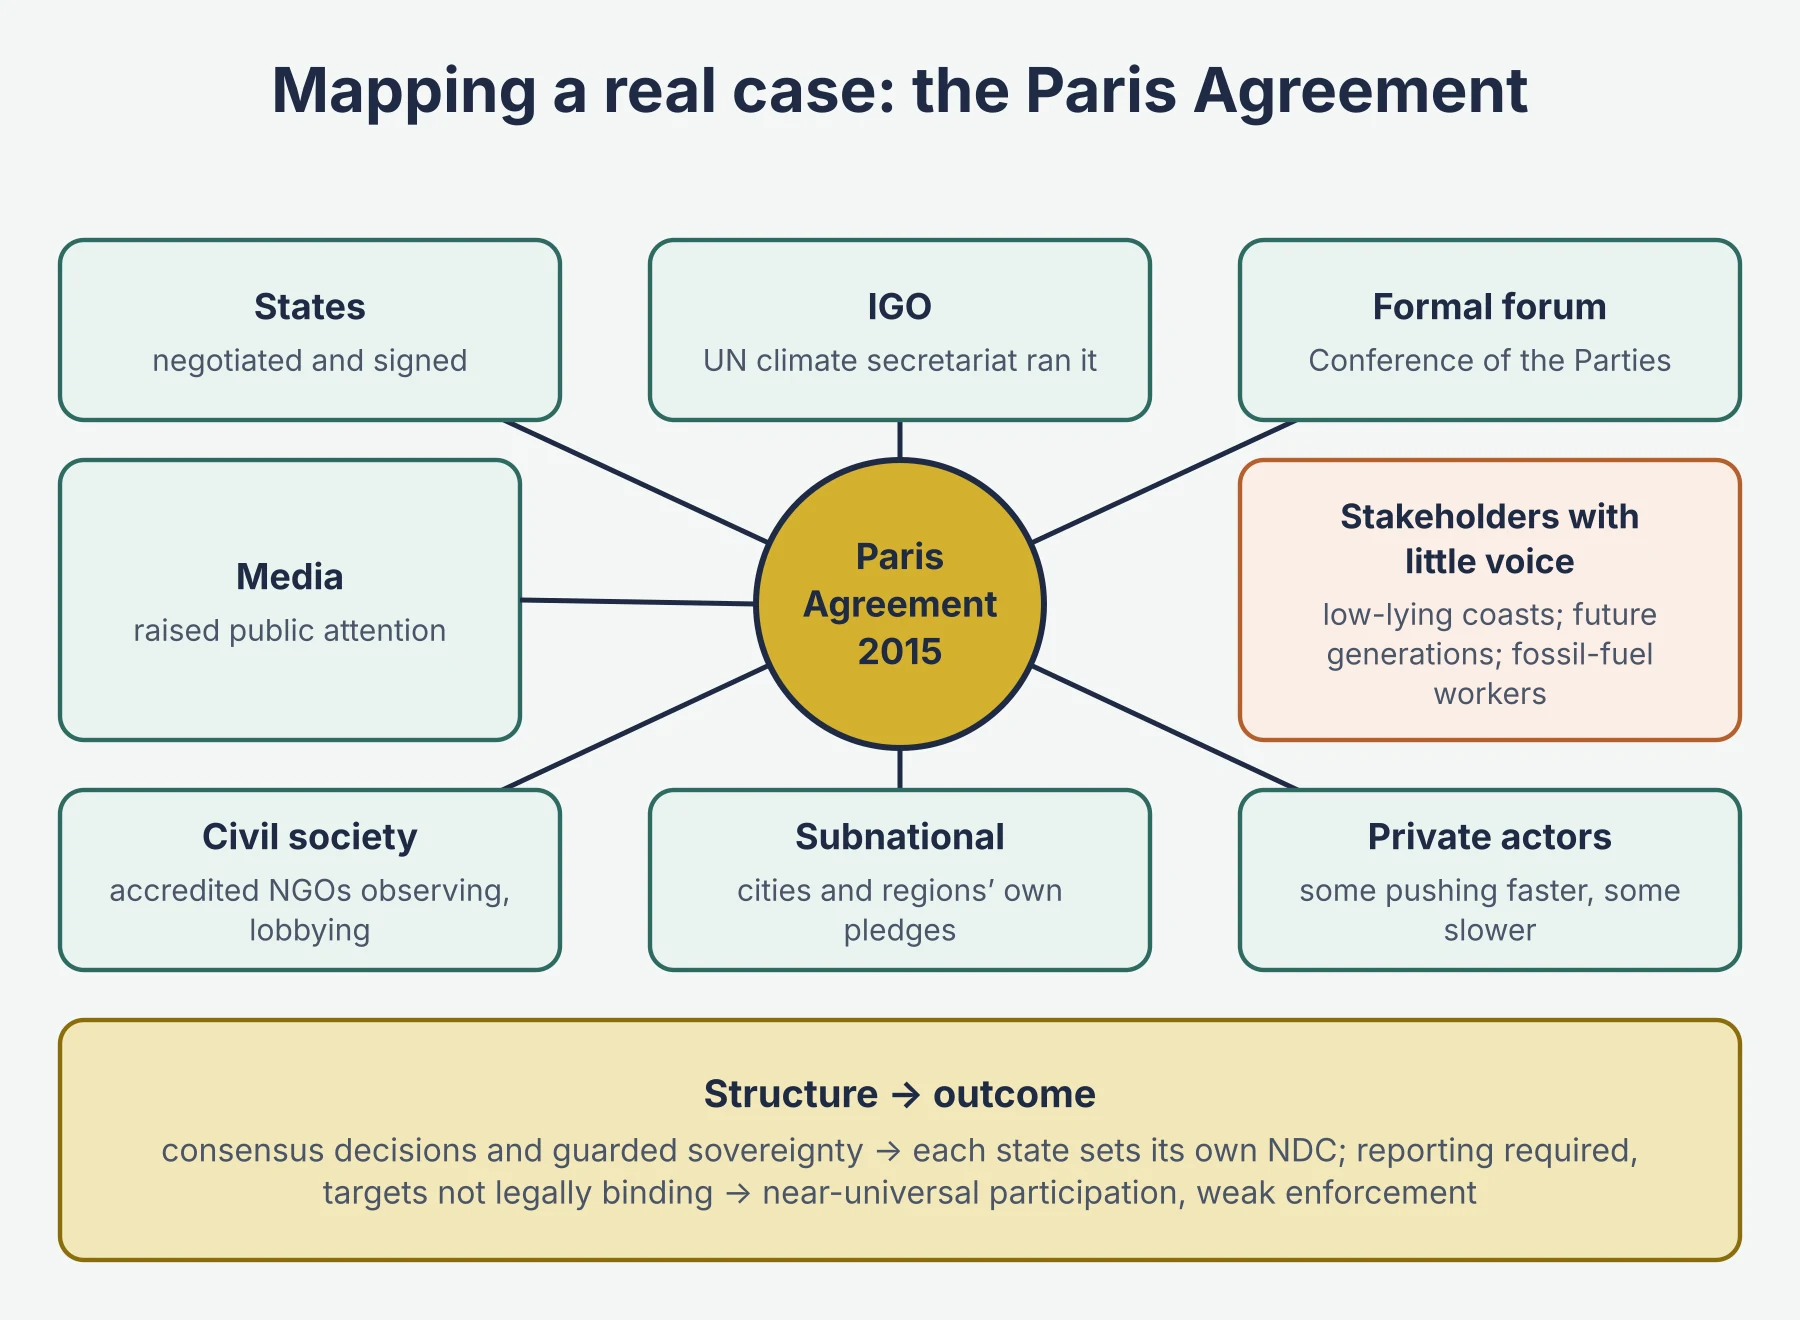 Mapping a real case: the Paris Agreement
States
negotiated and signed
IGO
UN climate secretariat ran it
Formal forum
Conference of the Parties
Media
raised public attention
Paris
Agreement
2015
Stakeholders with
little voice
low-lying coasts; future
generations; fossil-fuel
workers
Civil society
accredited NGOs observing,
lobbying
Subnational
cities and regions’ own
pledges
Private actors
some pushing faster, some
slower
Structure → outcome
consensus decisions and guarded sovereignty → each state sets its own NDC; reporting required,
targets not legally binding → near-universal participation, weak enforcement